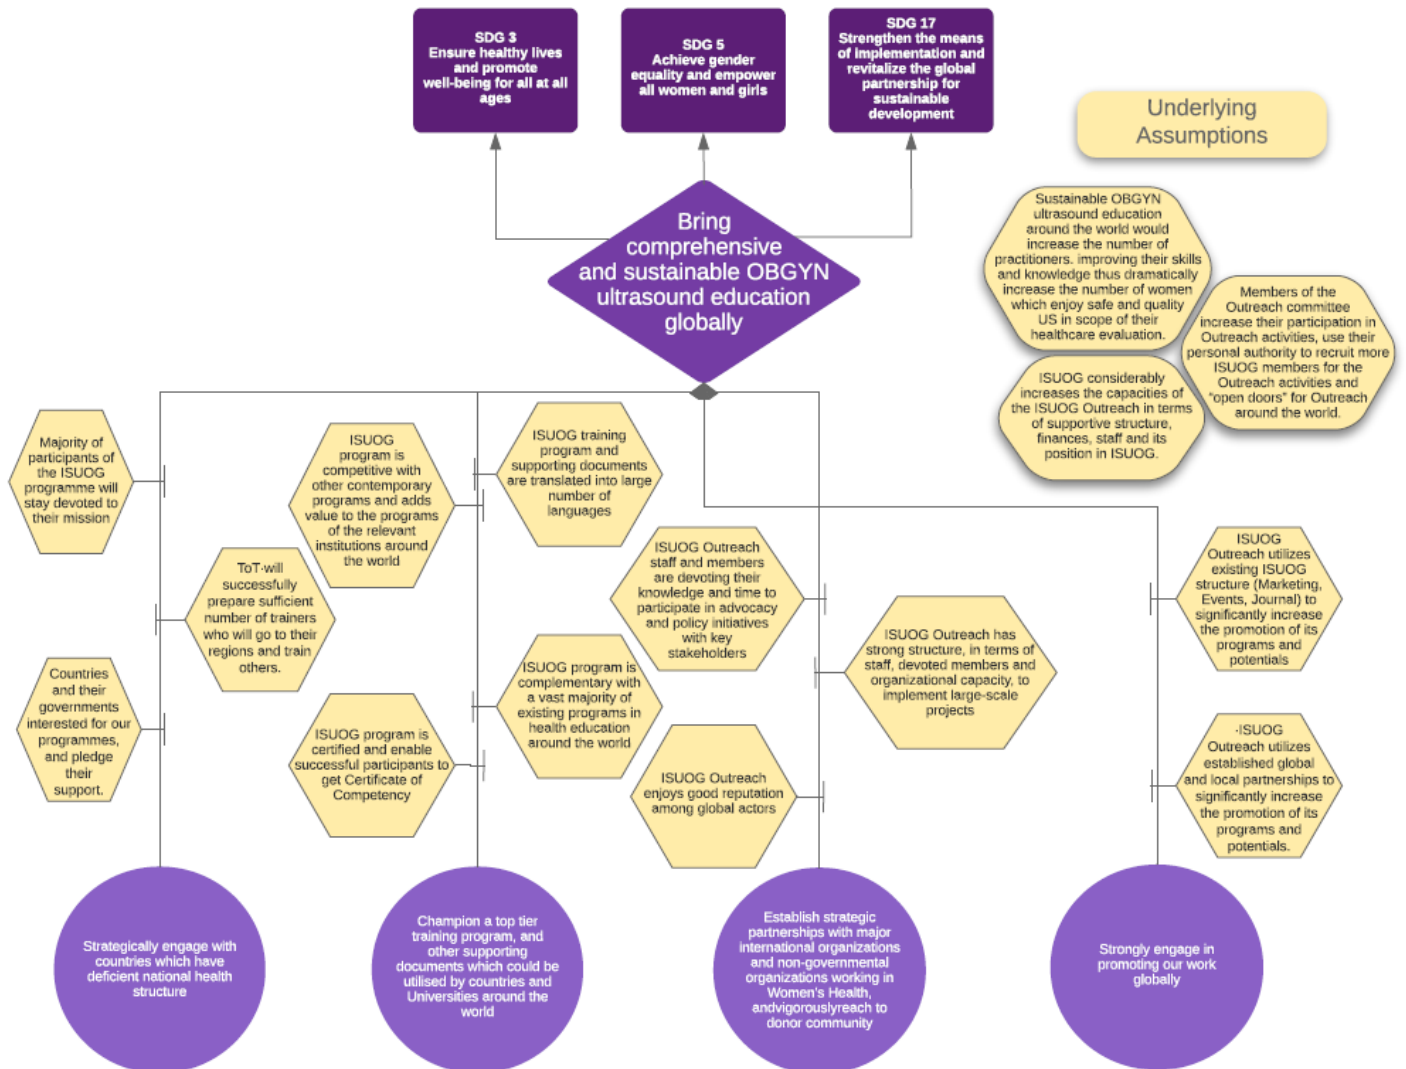 SDG 3
Ensure healthy lives
and promote
well-being for all at all
ages
SDG 5
Achieve gender
equality and empower
all women and girls
SDG 17
Strengthen the means
of implementation and
revitalize the global
partnership for
sustainable
development
Underlying
Assumptions
Bring
comprehensive
and sustainable OBGYN
ultrasound education
globally
Sustainable OBGYN
ultrasound education
around the world would
increase the number of
practitioners. improving their skills
and knowledge thus dramatically
increase the number of women
which enjoy safe and quality
US in scope of their
healthcare evaluation.
Members of the
Outreach committee
increase their participation in
Outreach activities, use their
personal authority to recruit more
ISUOG members for the
Outreach activities and
“open doors” for Outreach
around the world.
ISUOG considerably
increases the capacities of
the ISUOG Outreach in terms
of supportive structure,
finances, staff and its
position in ISUOG.
Majority of
participants of
the ISUOG
programme will
stay devoted to
their mission
ToT·will
successfully
prepare sufficient
number of trainers
who will go to their
regions and train
others.
Countries
and their
governments
interested for our
programmes,
and pledge
their
support.
ISUOG
program is
competitive with
other contemporary
programs and adds
value to the programs
of the relevant
institutions around
the world
ISUOG training
program and
supporting documents
are translated into large
number of
languages
ISUOG program is
complementary with
a vast majority of
existing programs in
health education
around the world
ISUOG program is
certified and enable
successful participants to
get Certificate of
Competency
ISUOG Outreach
staff and members
are devoting their
knowledge and time to
participate in advocacy
and policy initiatives
with key
stakeholders
ISUOG Outreach has
strong structure, in terms of
staff, devoted members and
organizational capacity, to
implement large-scale
projects
ISUOG Outreach
enjoys good reputation
among global actors
ISUOG
Outreach utilizes
existing ISUOG
structure (Marketing,
Events, Journal) to
significantly increase
the promotion of its
programs and
potentials
·ISUOG
Outreach utilizes
established global
and local partnerships to
significantly increase
the promotion of its
programs and
potentials.
Strategically engage with
countries which have
deficient national health
structure
Champion a top tier
training program, and
other supporting
documents which could be
utilised by countries and
Universities around the
world
Establish strategic
partnerships with major
international organizations
and non-governmental
organizations working in
Women's Health,
andvigorouslyreach to
donor community
Strongly engage in
promoting our work
globally